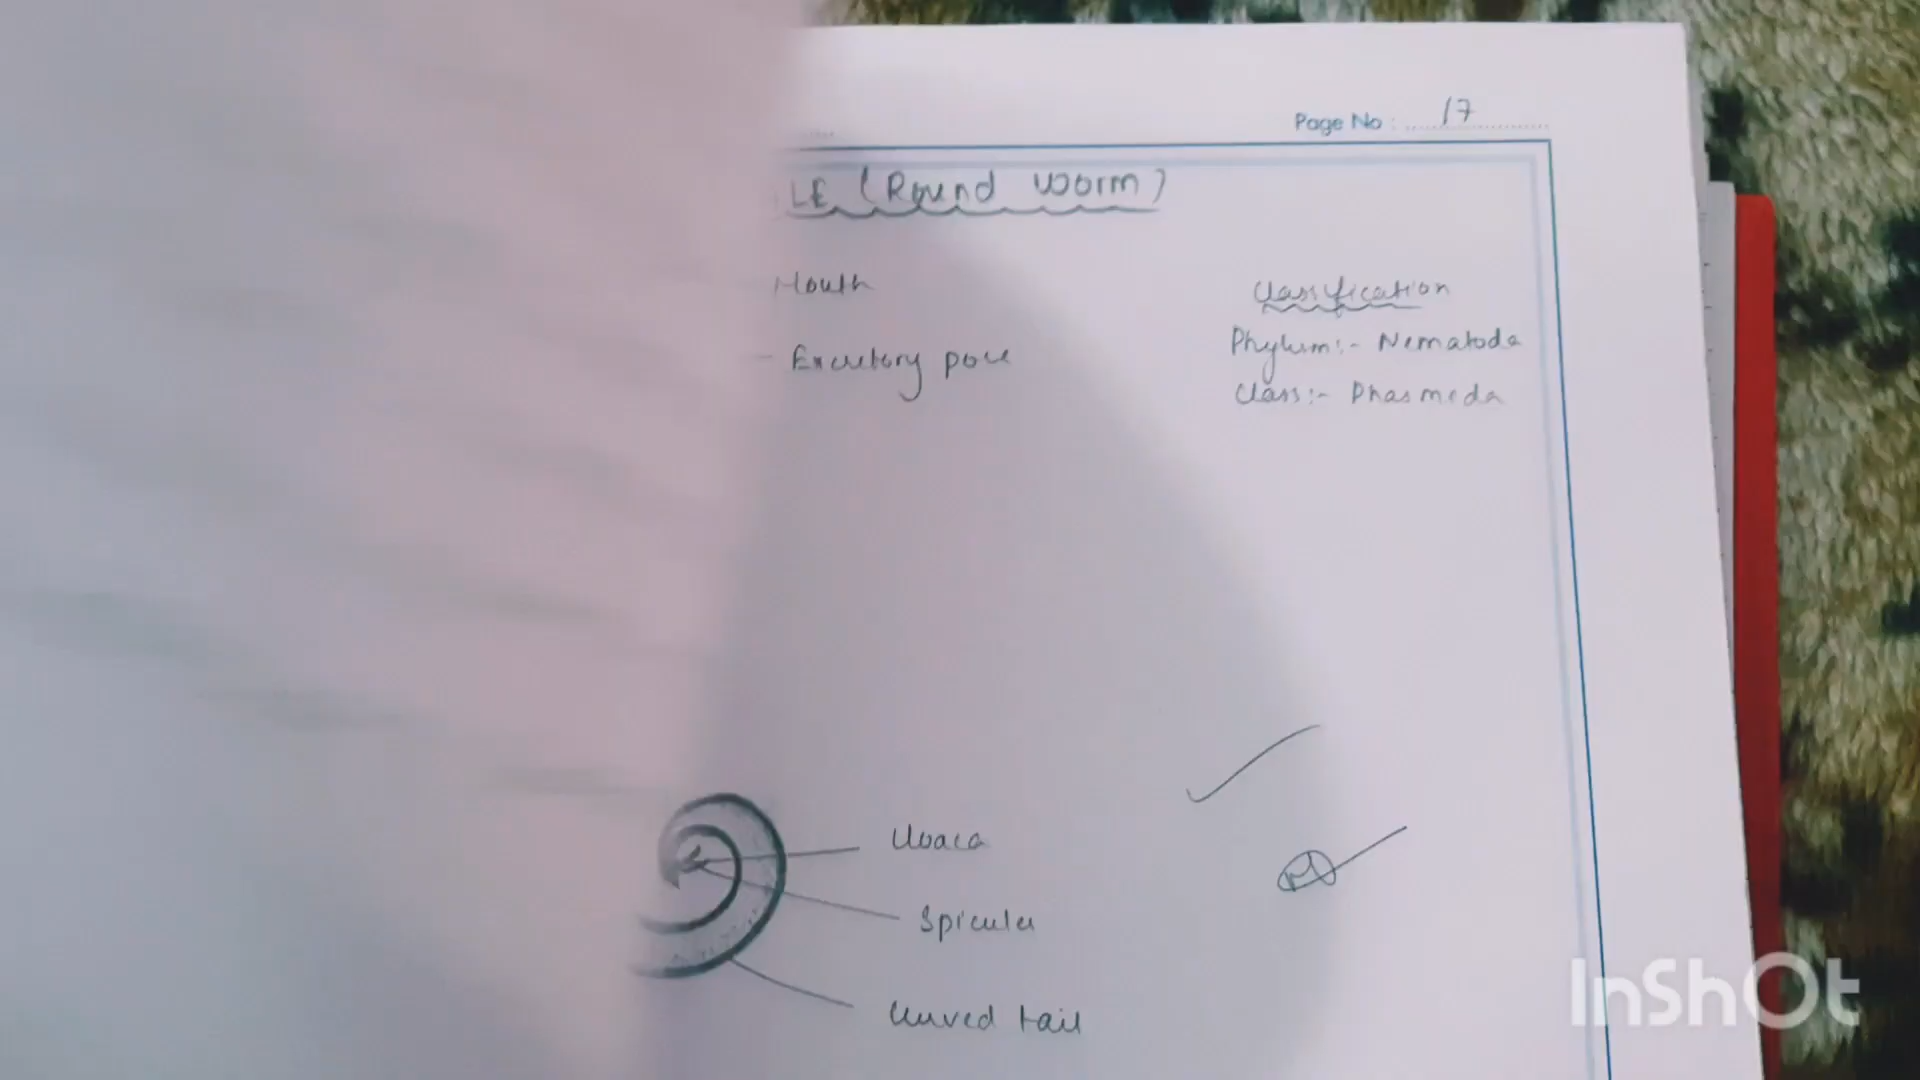 Page No : 17
LE (Round Worm)
Mouth
Classification
Excretory pore
Phylum:- Nematoda
Class:- Phasmeda
Cloaca
Spicules
Curved tail
InShOt